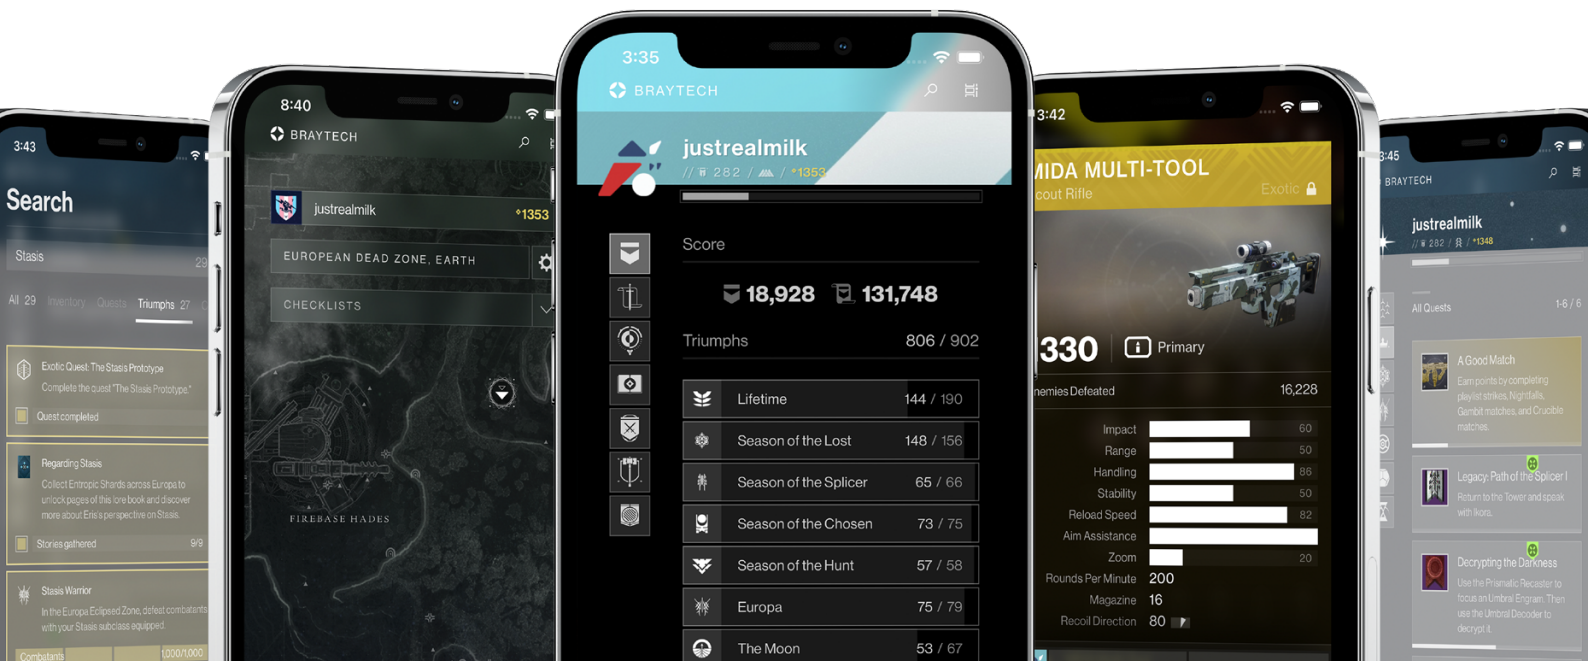 3:43
Search
Stasis
29
All 29 Inventory Quests Triumphs 27
Exotic Quest: The Stasis Prototype
Complete the quest "The Stasis Prototype."
Quest completed
Regarding Stasis
Collect Entropic Shards across Europa to
unlock pages of this lore book and discover
more about Eris's perspective on Stasis.
Stories gathered 9/9
Stasis Warrior
In the Europa Eclipsed Zone, defeat combatants
with your Stasis subclass equipped.
Combatants 1,000/1,000
8:40
BRAYTECH
justrealmilk 1353
EUROPEAN DEAD ZONE, EARTH
CHECKLISTS
FIREBASE HADES
3:35
BRAYTECH
justrealmilk
// 282 / / 1353
Score
18,928 131,748
Triumphs 806 / 902
Lifetime 144 / 190
Season of the Lost 148 / 156
Season of the Splicer 65 / 66
Season of the Chosen 73 / 75
Season of the Hunt 57 / 58
Europa 75 / 79
The Moon 53 / 67
3:42
MIDA MULTI-TOOL
cout Rifle Exotic
1330 Primary
nemies Defeated 16,228
Impact 60
Range 50
Handling 86
Stability 50
Reload Speed 82
Aim Assistance
Zoom 20
Rounds Per Minute 200
Magazine 16
Recoil Direction 80
3:45
BRAYTECH
justrealmilk
// 282 / / 1348
All Quests 1-6 / 6
A Good Match
Earn points by completing
playlist strikes, Nightfalls,
Gambit matches, and Crucible
matches.
Legacy: Path of the Splicer I
Return to the Tower and speak
with Ikora.
Decrypting the Darkness
Use the Prismatic Recaster to
focus an Umbral Engram. Then
use the Umbral Decoder to
decrypt it.